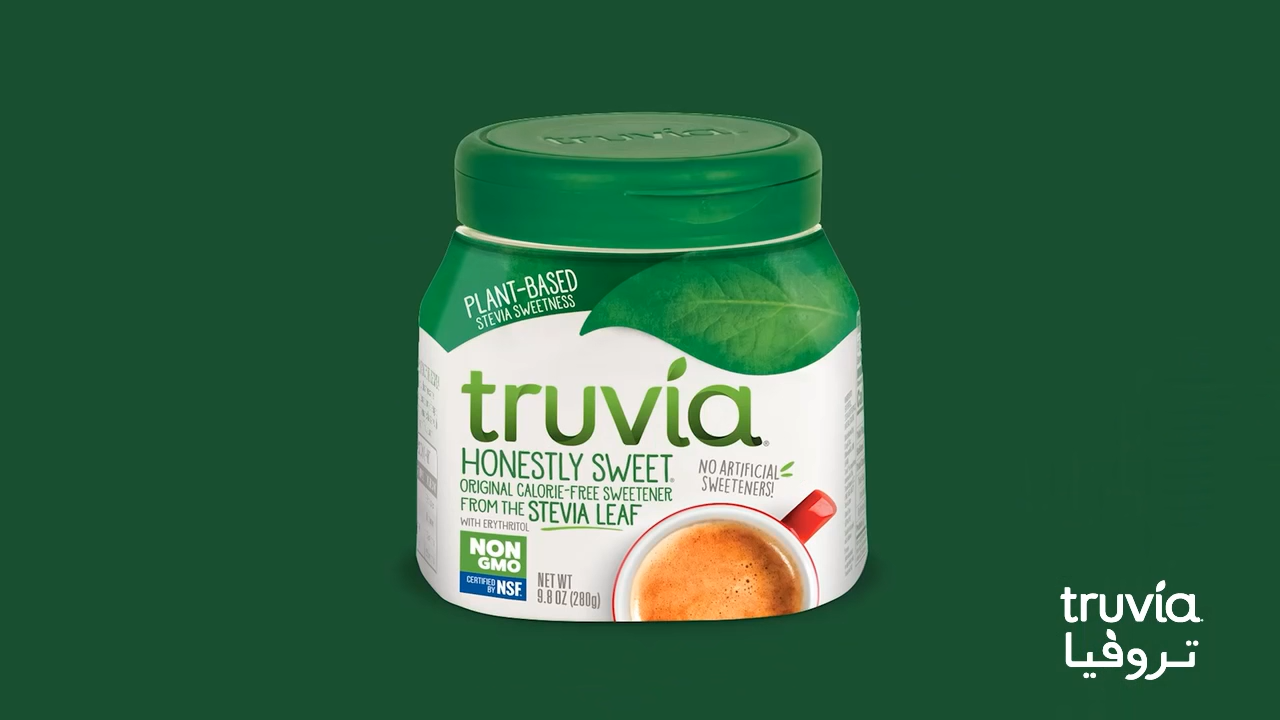 truvia
PLANT-BASED
STEVIA SWEETNESS
truvía®
HONESTLY SWEET®
NO ARTIFICIAL
SWEETENERS!
ORIGINAL CALORIE-FREE SWEETENER
FROM THE STEVIA LEAF
WITH ERYTHRITOL
NON
GMO
CERTIFIED
BY NSF
NET WT
9.8 OZ (280g)
truvía
تروفيا